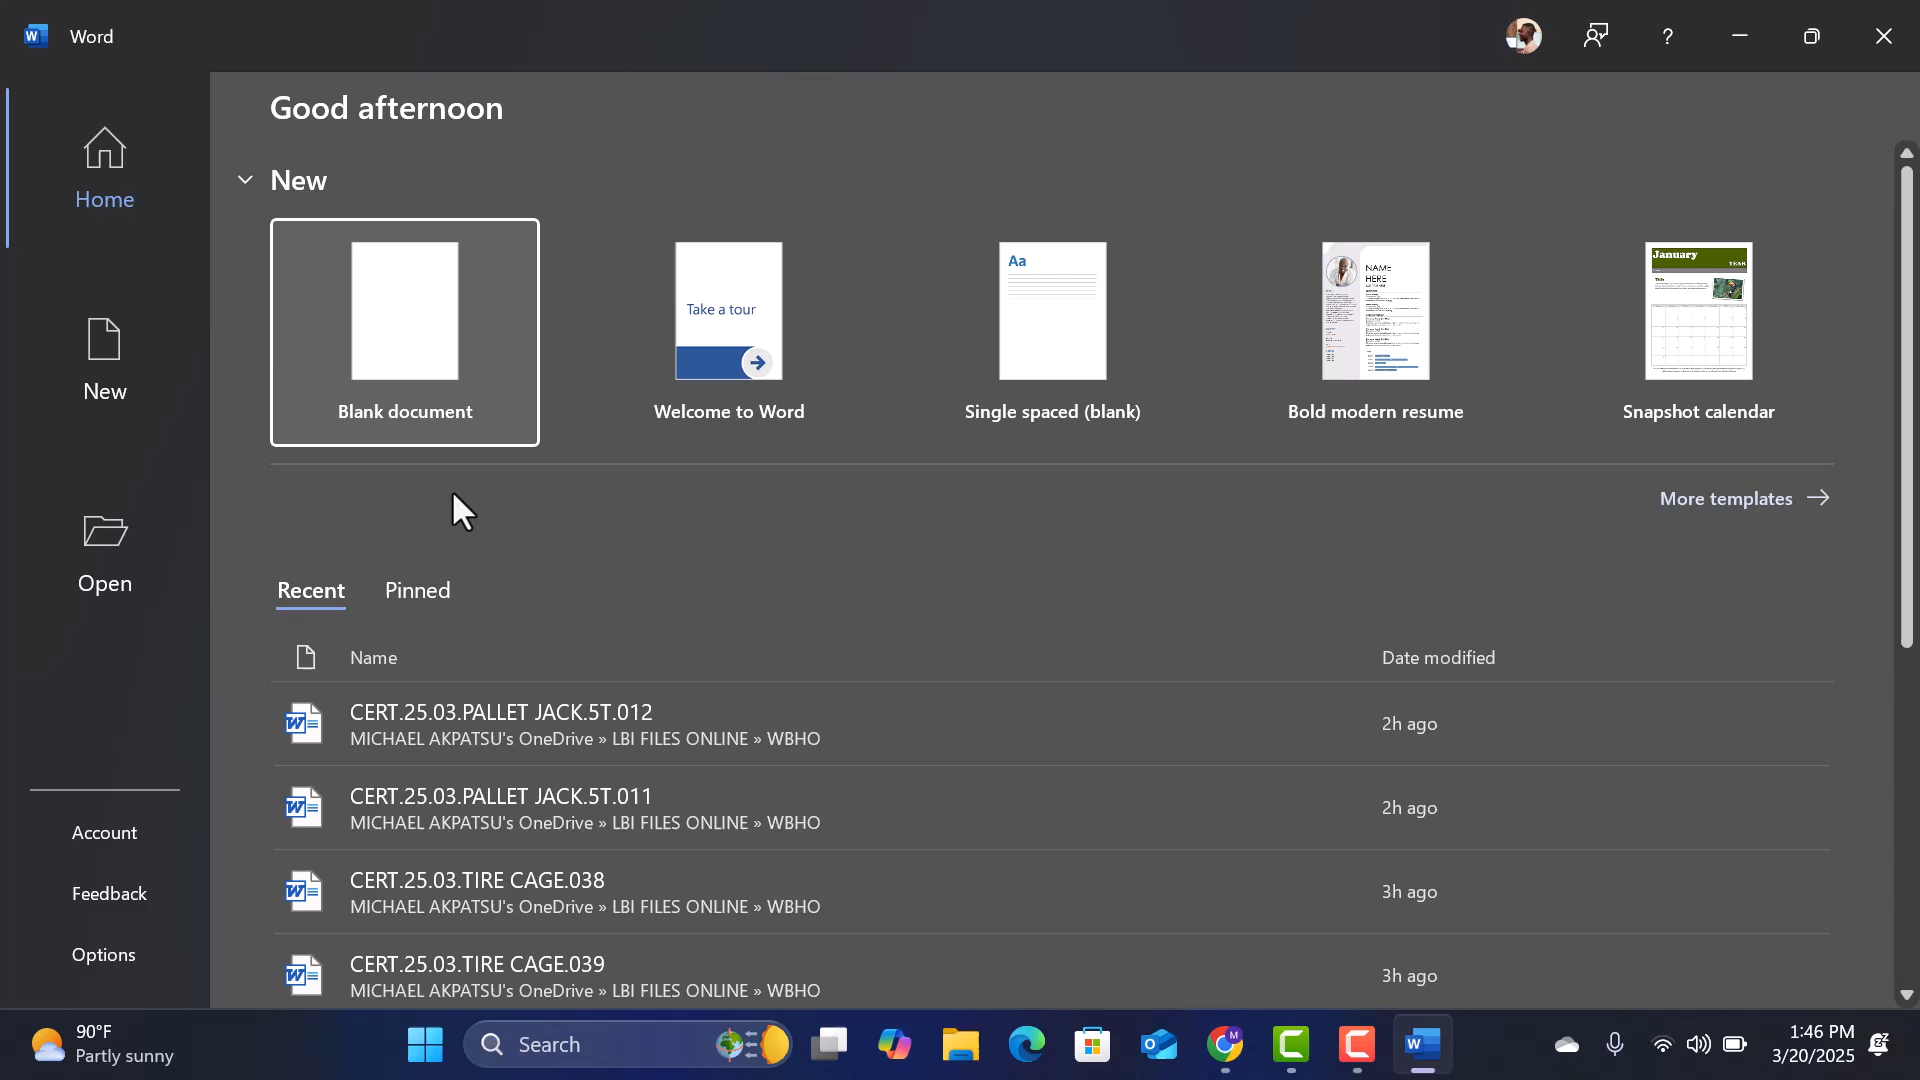 Word
?
Good afternoon
Home
New
Open
New
Take a tour
Aa
NAME
HERE
January
YEAR
Title
Blank document
Welcome to Word
Single spaced (blank)
Bold modern resume
Snapshot calendar
More templates
Recent
Pinned
Name
Date modified
CERT.25.03.PALLET JACK.5T.012
MICHAEL AKPATSU's OneDrive » LBI FILES ONLINE » WBHO
2h ago
CERT.25.03.PALLET JACK.5T.011
MICHAEL AKPATSU's OneDrive » LBI FILES ONLINE » WBHO
2h ago
CERT.25.03.TIRE CAGE.038
MICHAEL AKPATSU's OneDrive » LBI FILES ONLINE » WBHO
3h ago
CERT.25.03.TIRE CAGE.039
MICHAEL AKPATSU's OneDrive » LBI FILES ONLINE » WBHO
3h ago
Account
Feedback
Options
90°F
Partly sunny
Search
1:46 PM
3/20/2025